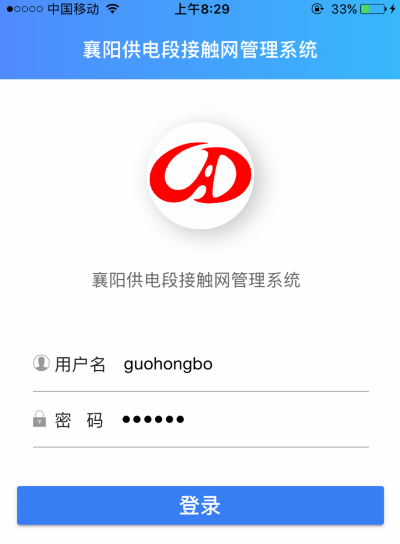 中国移动 上午8:29 33%
襄阳供电段接触网管理系统
襄阳供电段接触网管理系统
用户名 guohongbo
密 码 ●●●●●●
登录